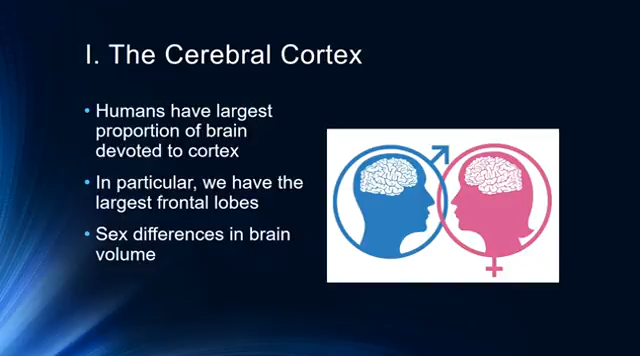 I. The Cerebral Cortex
• Humans have largest
proportion of brain
devoted to cortex
• In particular, we have the
largest frontal lobes
• Sex differences in brain
volume